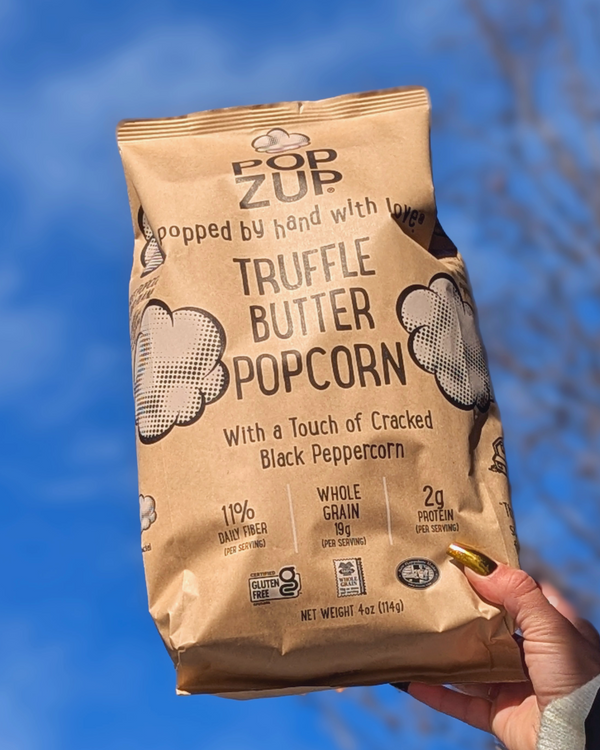 POP
ZUP®
popped by hand with love®
TRUFFLE
BUTTER
POPCORN
With a Touch of Cracked
Black Peppercorn
11%
DAILY FIBER
(PER SERVING)
WHOLE
GRAIN
19g
(PER SERVING)
2g
PROTEIN
(PER SERVING)
CERTIFIED
GLUTEN
FREE
WHOLE
GRAIN
NET WEIGHT 4oz (114g)